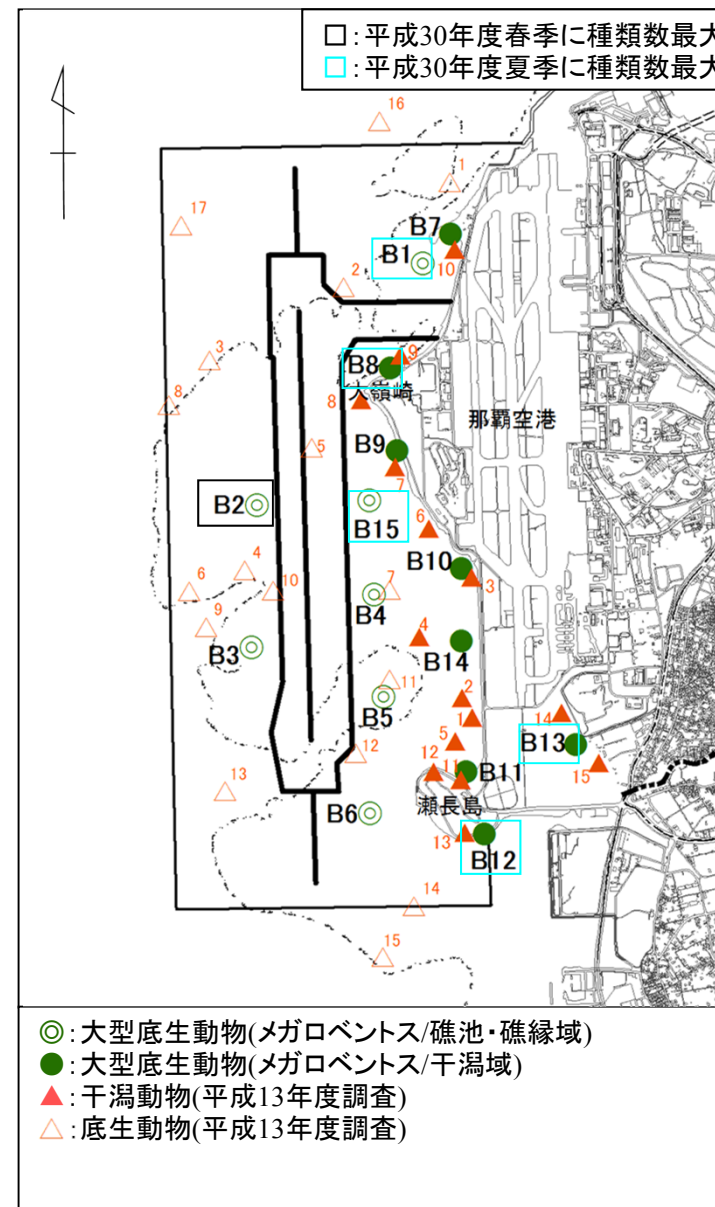 □:平成30年度春季に種類数最大
□:平成30年度夏季に種類数最大
16
1
17
B7
B1
10
2
3
9
B8
大嶺崎
8
8
那覇空港
5
B9
7
B2
B15
6
B10
4
3
6
10
7
B4
9
4
B14
B3
11
2
B5
1
14
5
B13
12
12
11
B11
15
13
瀬長島
B6
13
B12
14
15
◎:大型底生動物(メガロベントス/礁池・礁縁域)
●:大型底生動物(メガロベントス/干潟域)
▲:干潟動物(平成13年度調査)
△:底生動物(平成13年度調査)